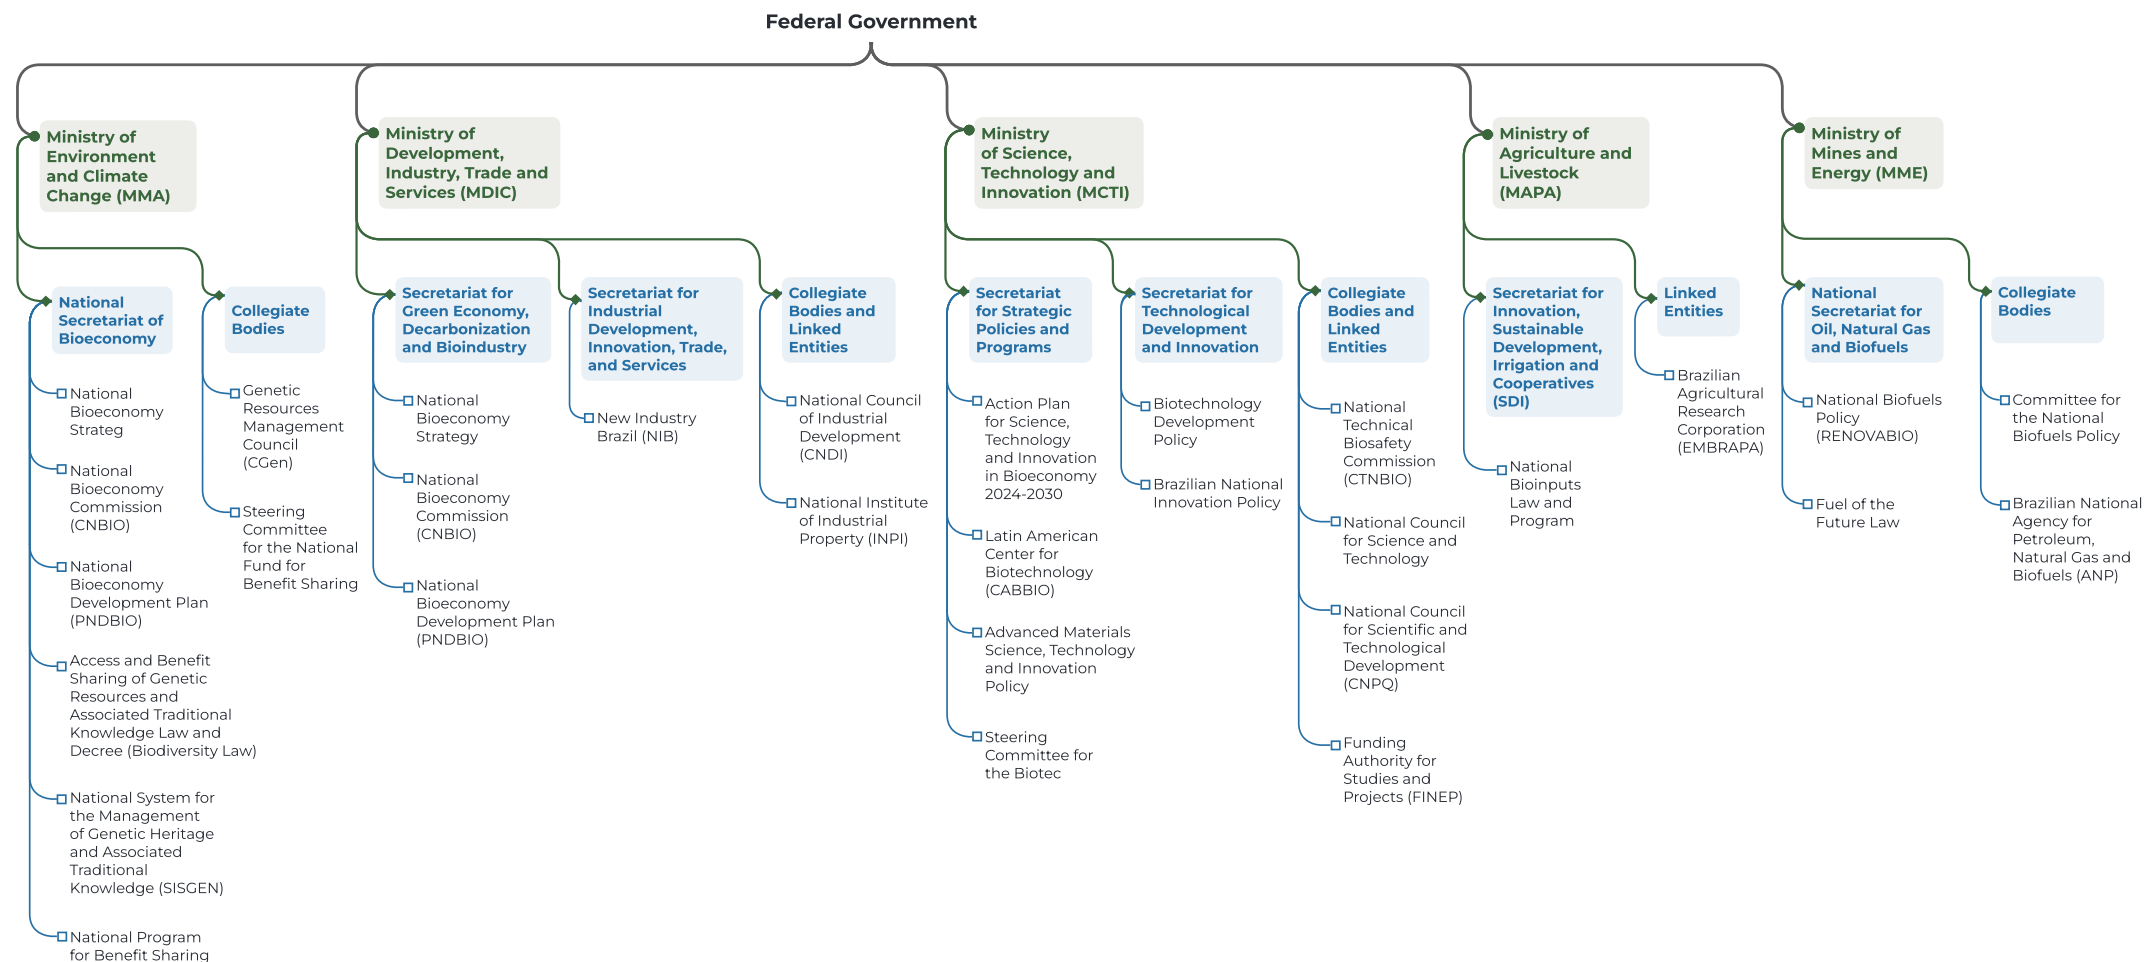 Federal Government
Ministry of
Environment
and Climate
Change (MMA)
National
Secretariat of
Bioeconomy
National
Bioeconomy
Strateg
National
Bioeconomy
Commission
(CNBIO)
National
Bioeconomy
Development Plan
(PNDBIO)
Access and Benefit
Sharing of Genetic
Resources and
Associated Traditional
Knowledge Law and
Decree (Biodiversity Law)
National System for
the Management
of Genetic Heritage
and Associated
Traditional
Knowledge (SISGEN)
National Program
for Benefit Sharing
Collegiate
Bodies
Genetic
Resources
Management
Council
(CGen)
Steering
Committee
for the National
Fund for
Benefit Sharing
Ministry of
Development,
Industry, Trade and
Services (MDIC)
Secretariat for
Green Economy,
Decarbonization
and Bioindustry
National
Bioeconomy
Strategy
National
Bioeconomy
Commission
(CNBIO)
National
Bioeconomy
Development Plan
(PNDBIO)
Secretariat for
Industrial
Development,
Innovation, Trade,
and Services
New Industry
Brazil (NIB)
Collegiate
Bodies and
Linked
Entities
National Council
of Industrial
Development
(CNDI)
National Institute
of Industrial
Property (INPI)
Ministry
of Science,
Technology and
Innovation (MCTI)
Secretariat
for Strategic
Policies and
Programs
Action Plan
for Science,
Technology
and Innovation
in Bioeconomy
2024-2030
Latin American
Center for
Biotechnology
(CABBIO)
Advanced Materials
Science, Technology
and Innovation
Policy
Steering
Committee for
the Biotec
Secretariat for
Technological
Development
and Innovation
Biotechnology
Development
Policy
Brazilian National
Innovation Policy
Collegiate
Bodies and
Linked
Entities
National
Technical
Biosafety
Commission
(CTNBIO)
National Council
for Science and
Technology
National Council
for Scientific and
Technological
Development
(CNPQ)
Funding
Authority for
Studies and
Projects (FINEP)
Ministry of
Agriculture and
Livestock
(MAPA)
Secretariat for
Innovation,
Sustainable
Development,
Irrigation and
Cooperatives
(SDI)
National
Bioinputs
Law and
Program
Linked
Entities
Brazilian
Agricultural
Research
Corporation
(EMBRAPA)
Ministry of
Mines and
Energy (MME)
National
Secretariat for
Oil, Natural Gas
and Biofuels
National Biofuels
Policy
(RENOVABIO)
Fuel of the
Future Law
Collegiate
Bodies
Committee for
the National
Biofuels Policy
Brazilian National
Agency for
Petroleum,
Natural Gas and
Biofuels (ANP)